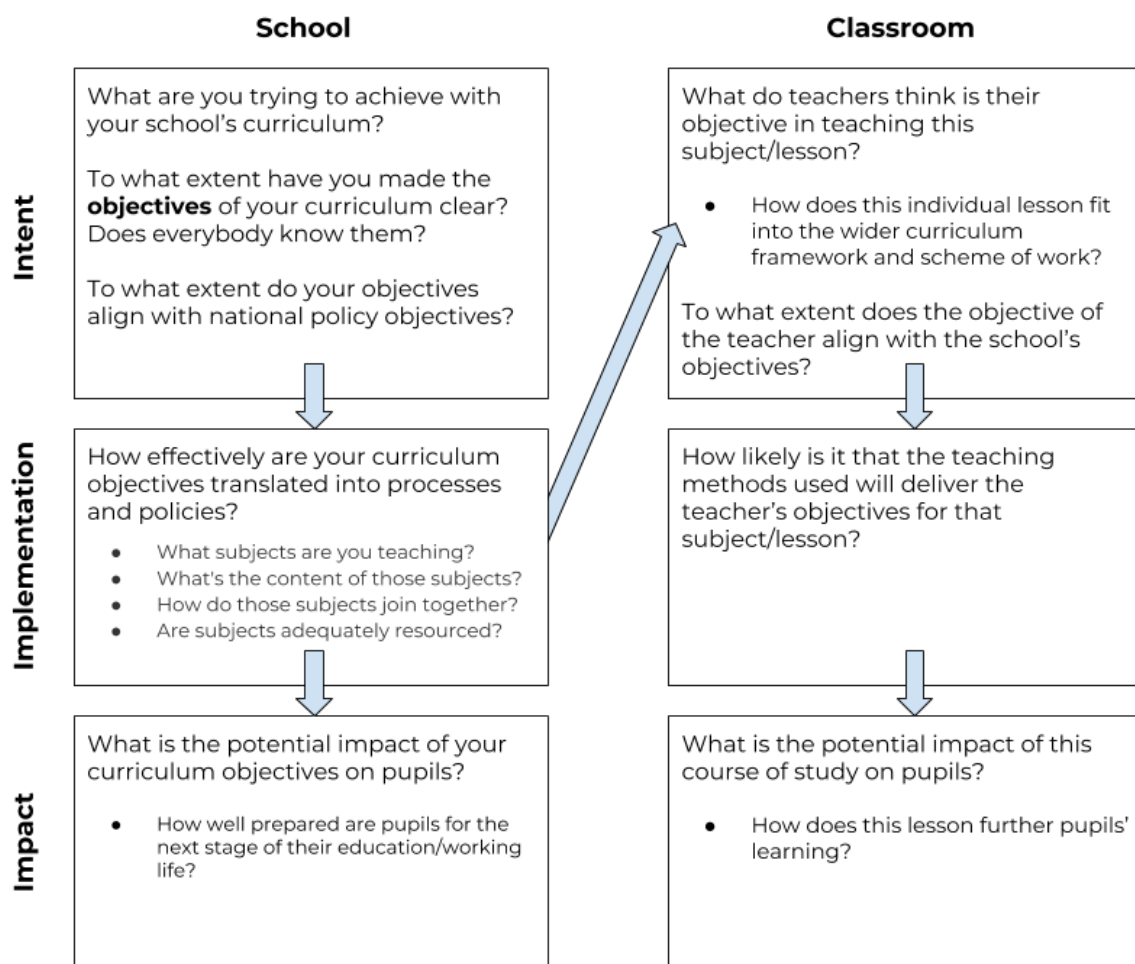 School
Classroom
Intent
What are you trying to achieve with
your school's curriculum?
To what extent have you made the
objectives of your curriculum clear?
Does everybody know them?
To what extent do your objectives
align with national policy objectives?
What do teachers think is their
objective in teaching this
subject/lesson?
● How does this individual lesson fit
into the wider curriculum
framework and scheme of work?
To what extent does the objective of
the teacher align with the school's
objectives?
Implementation
How effectively are your curriculum
objectives translated into processes
and policies?
● What subjects are you teaching?
● What's the content of those subjects?
● How do those subjects join together?
● Are subjects adequately resourced?
How likely is it that the teaching
methods used will deliver the
teacher's objectives for that
subject/lesson?
Impact
What is the potential impact of your
curriculum objectives on pupils?
● How well prepared are pupils for the
next stage of their education/working
life?
What is the potential impact of this
course of study on pupils?
● How does this lesson further pupils'
learning?